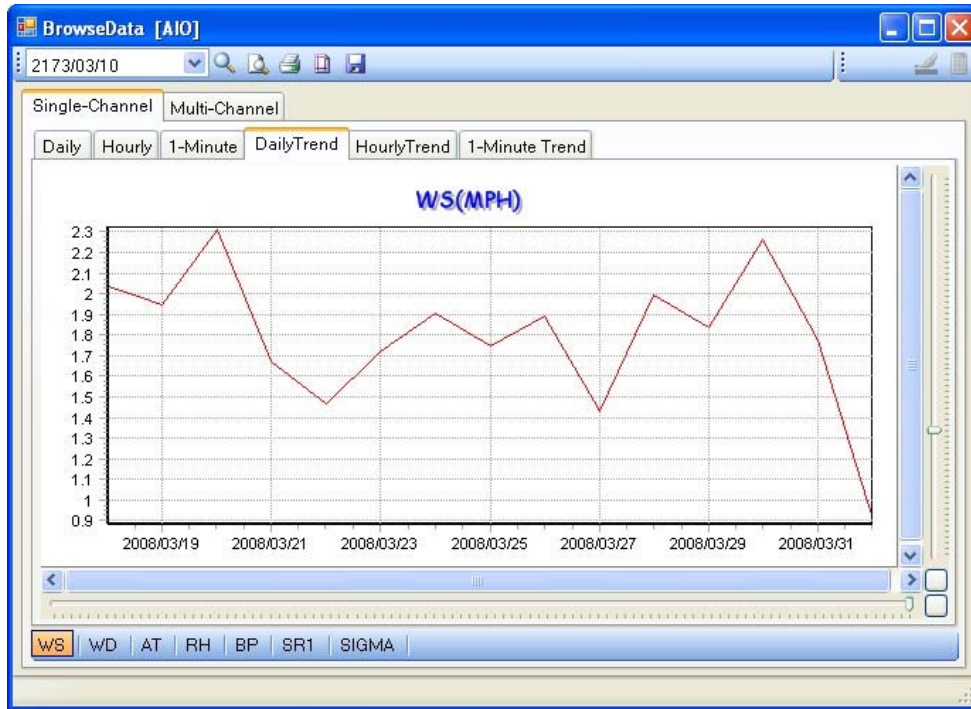 BrowseData [AIO]
2173/03/10
Single-Channel Multi-Channel
Daily Hourly 1-Minute DailyTrend HourlyTrend 1-Minute Trend
WS(MPH)
2.3
2.2
2.1
2
1.9
1.8
1.7
1.6
1.5
1.4
1.3
1.2
1.1
1
0.9
2008/03/19 2008/03/21 2008/03/23 2008/03/25 2008/03/27 2008/03/29 2008/03/31
WS WD AT RH BP SR1 SIGMA